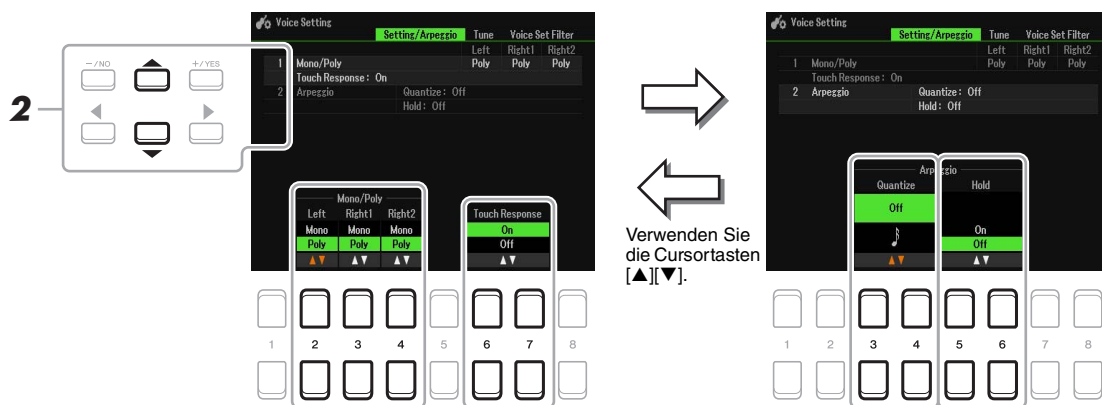 2
-/NO
+/YES
Voice Setting
Setting/Arpeggio Tune Voice Set Filter
Left Right1 Right2
1 Mono/Poly Poly Poly Poly
Touch Response: On
2 Arpeggio Quantize: Off
Hold: Off
Mono/Poly
Left Right1 Right2
Mono Mono Mono
Poly Poly Poly
Touch Response
On
Off
1 2 3 4 5 6 7 8
Verwenden Sie
die Cursortasten
[▲][▼].
Voice Setting
Setting/Arpeggio Tune Voice Set Filter
Left Right1 Right2
1 Mono/Poly Poly Poly Poly
Touch Response: On
2 Arpeggio Quantize: Off
Hold: Off
Arpeggio
Quantize Hold
Off
On
Off
1 2 3 4 5 6 7 8